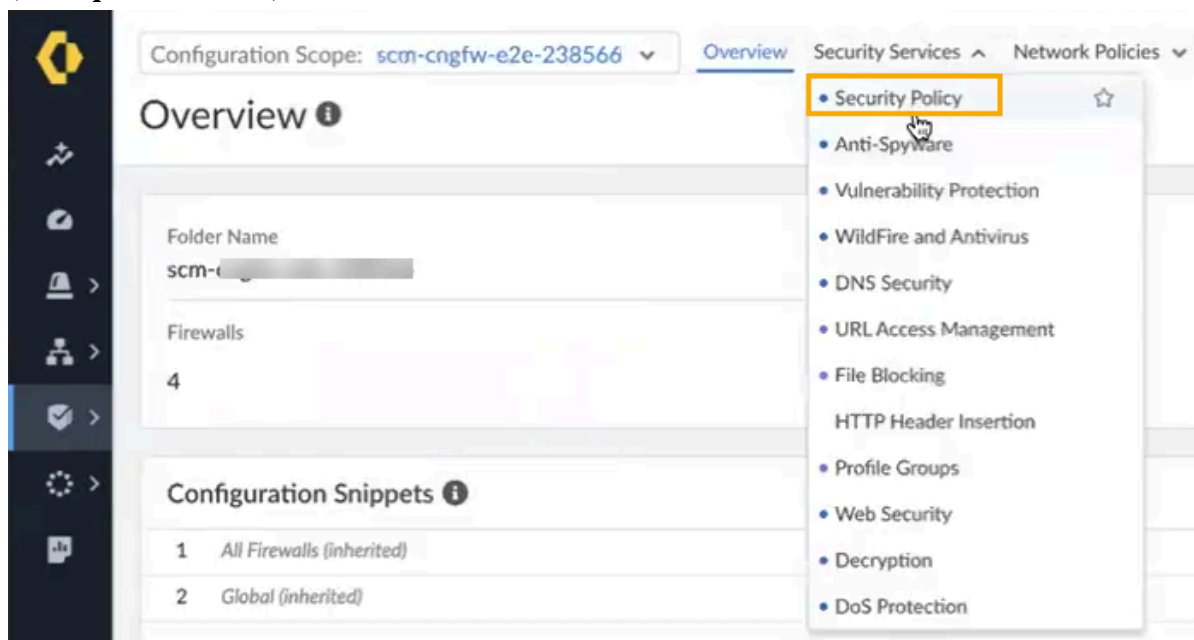 Configuration Scope: scm-cngfw-e2e-238566
Overview
Security Services
Network Policies
Overview
Security Policy
Anti-Spyware
Vulnerability Protection
WildFire and Antivirus
DNS Security
URL Access Management
File Blocking
HTTP Header Insertion
Profile Groups
Web Security
Decryption
DoS Protection
Folder Name
scm-
Firewalls
4
Configuration Snippets
1 All Firewalls (inherited)
2 Global (inherited)